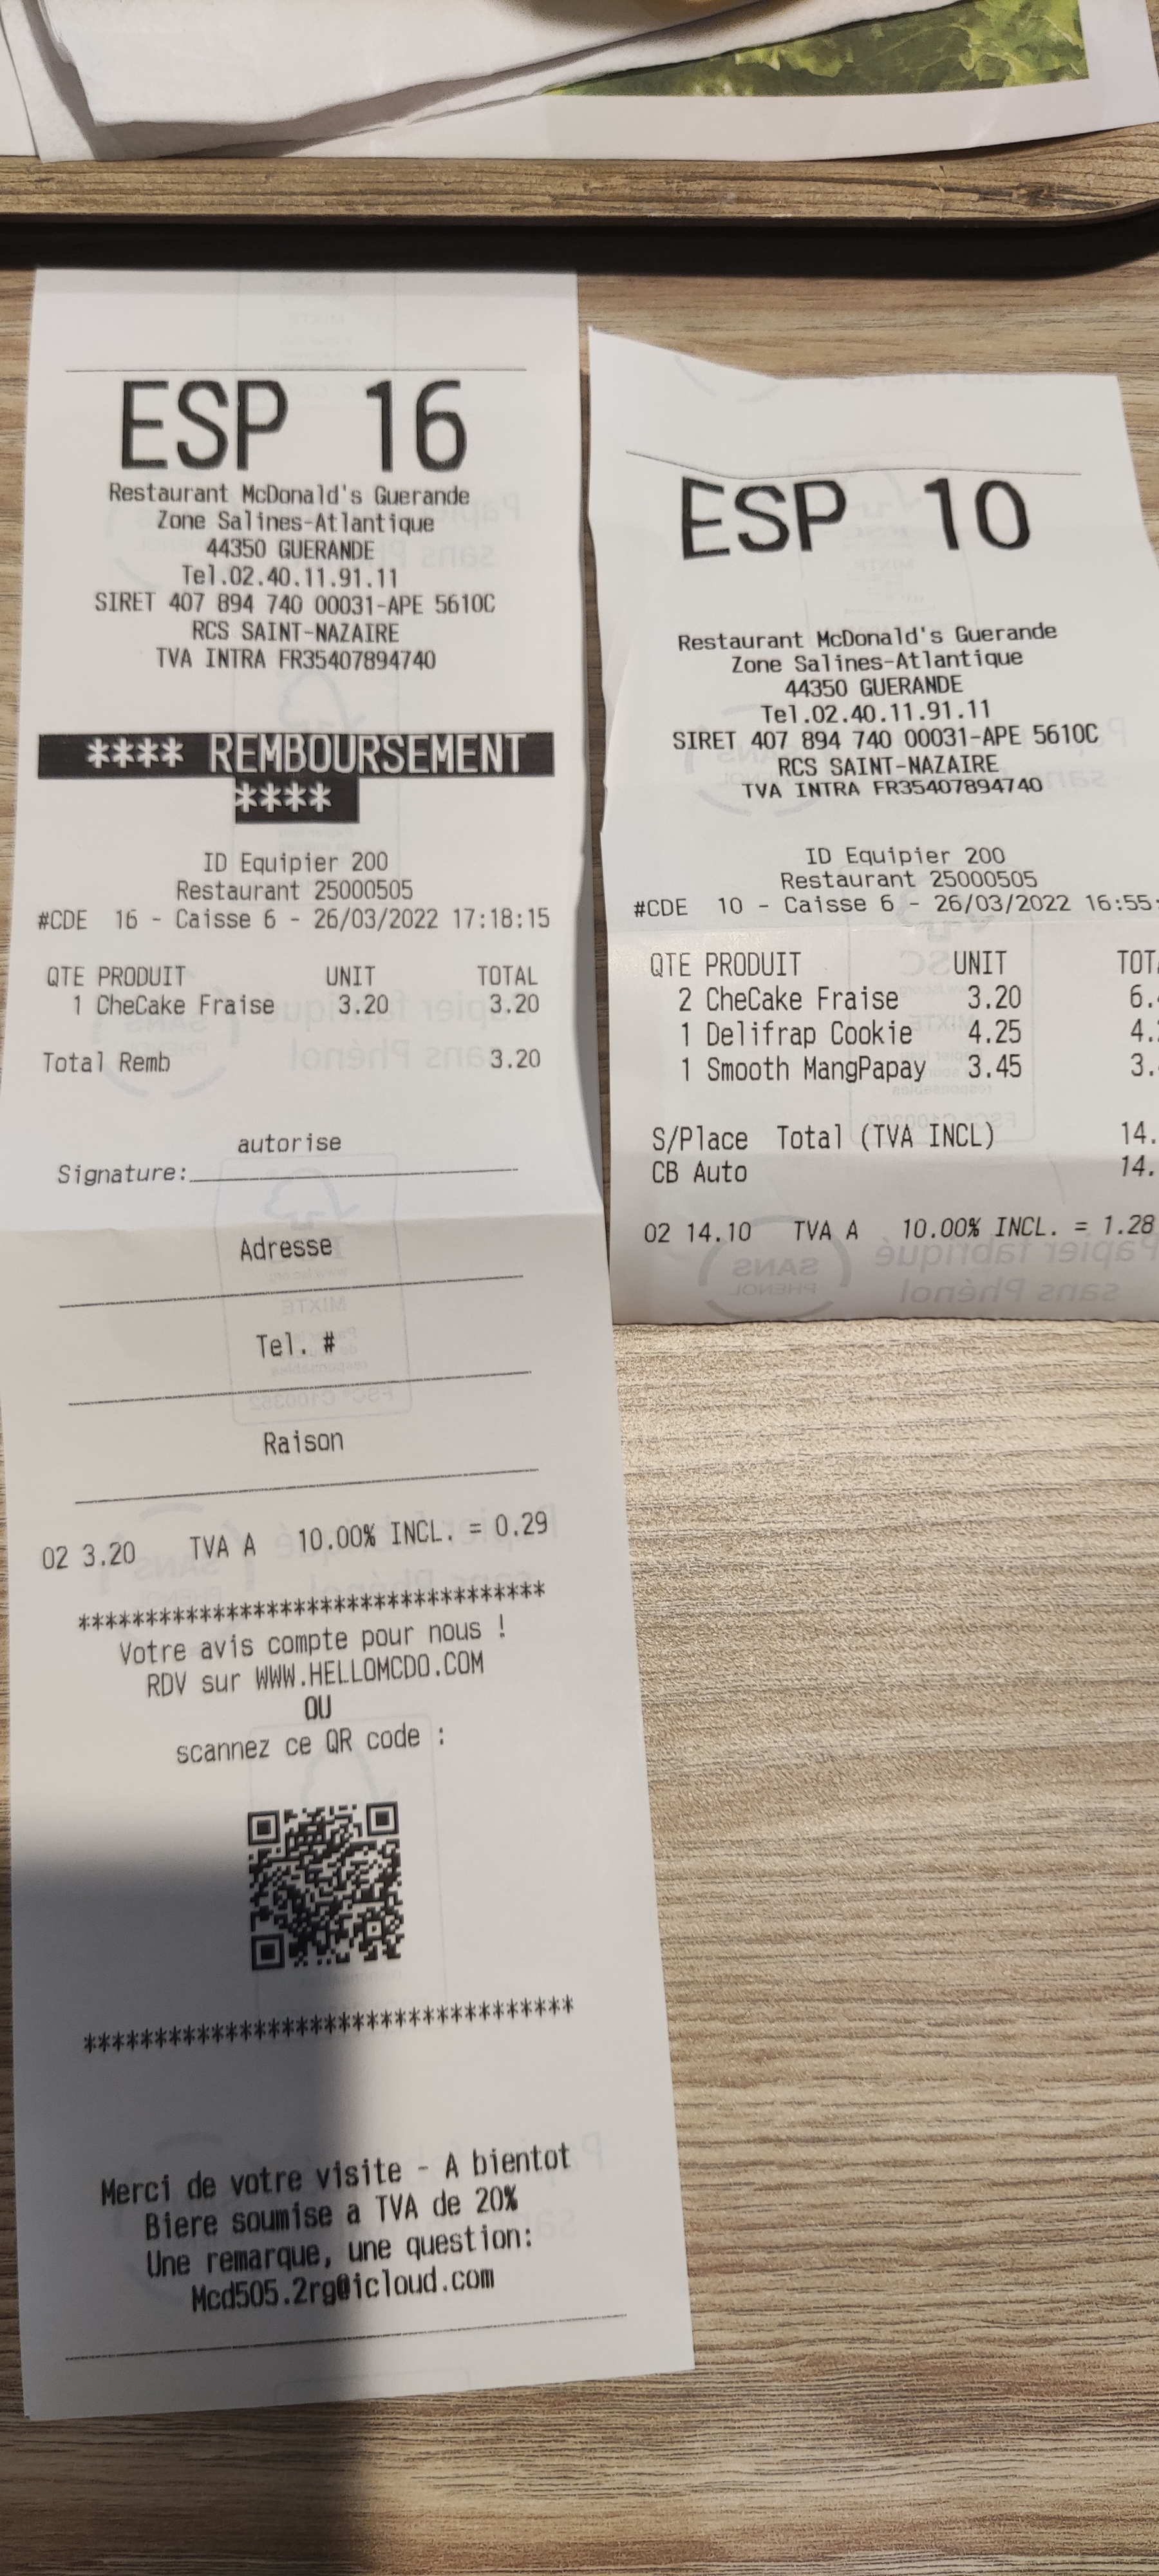 ESP 16
Restaurant McDonald's Guerande
Zone Salines-Atlantique
44350 GUERANDE
Tel.02.40.11.91.11
SIRET 407 894 740 00031-APE 5610C
RCS SAINT-NAZAIRE
TVA INTRA FR35407894740
**** REMBOURSEMENT
****
ID Equipier 200
Restaurant 25000505
#CDE 16 - Caisse 6 - 26/03/2022 17:18:15
QTE PRODUIT UNIT TOTAL
1 CheCake Fraise 3.20 3.20
Total Remb 3.20
autorise
Signature:
Adresse
Tel. #
Raison
02 3.20 TVA A 10.00% INCL. = 0.29
**********************************
Votre avis compte pour nous !
RDV sur WWW.HELLOMCDO.COM
OU
scannez ce QR code :
**********************************
Merci de votre visite - A bientot
Biere soumise a TVA de 20%
Une remarque, une question:
Mcd505.2rg@icloud.com
ESP 10
Restaurant McDonald's Guerande
Zone Salines-Atlantique
44350 GUERANDE
Tel.02.40.11.91.11
SIRET 407 894 740 00031-APE 5610C
RCS SAINT-NAZAIRE
TVA INTRA FR35407894740
ID Equipier 200
Restaurant 25000505
#CDE 10 - Caisse 6 - 26/03/2022 16:55:
QTE PRODUIT UNIT TOT
2 CheCake Fraise 3.20 6.
1 Delifrap Cookie 4.25 4.
1 Smooth MangPapay 3.45 3.
S/Place Total (TVA INCL) 14.
CB Auto 14.
02 14.10 TVA A 10.00% INCL. = 1.28